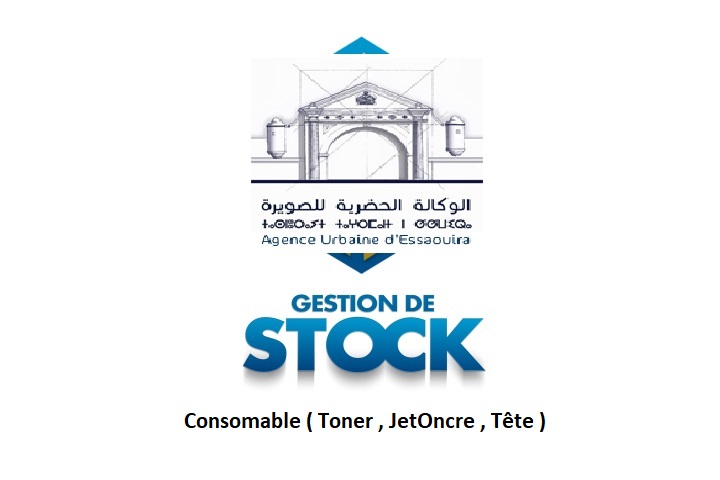 الوكالة الحضرية للصويرة
Agence Urbaine d'Essaouira
GESTION DE
STOCK
Consomable ( Toner , JetOncre , Tête )